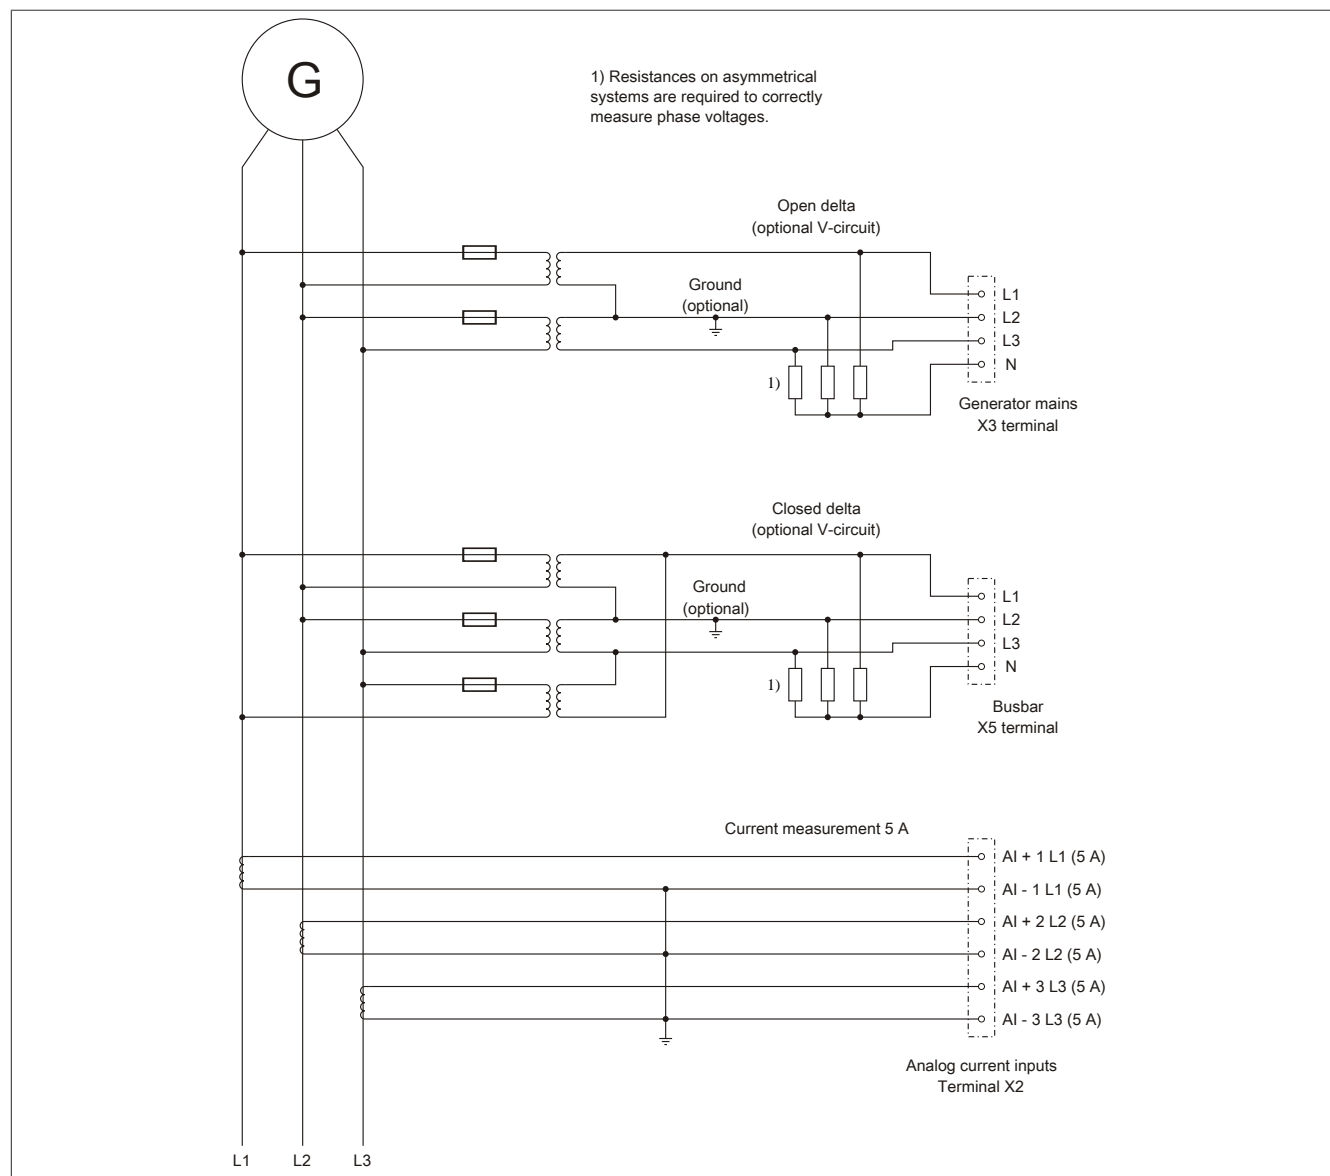 G
1) Resistances on asymmetrical
systems are required to correctly
measure phase voltages.
Open delta
(optional V-circuit)
Ground
(optional)
L1
L2
L3
N
1)
Generator mains
X3 terminal
Closed delta
(optional V-circuit)
Ground
(optional)
L1
L2
L3
N
1)
Busbar
X5 terminal
Current measurement 5 A
AI + 1 L1 (5 A)
AI - 1 L1 (5 A)
AI + 2 L2 (5 A)
AI - 2 L2 (5 A)
AI + 3 L3 (5 A)
AI - 3 L3 (5 A)
Analog current inputs
Terminal X2
L1 L2 L3